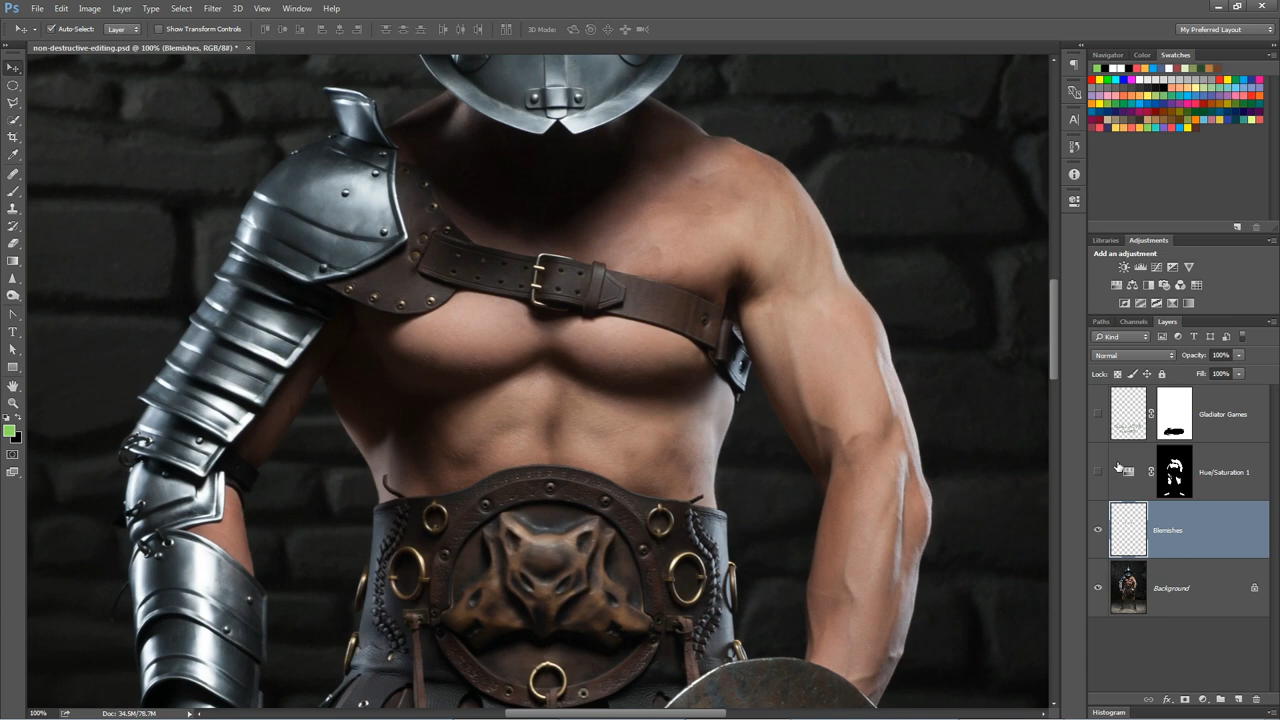 Ps File Edit Image Layer Type Select Filter 3D View Window Help
Auto-Select: Layer Show Transform Controls 3D Mode: My Preferred Layout
non-destructive-editing.psd @ 100% (Blemishes, RGB/8#) *
Navigator Color Swatches
Libraries Adjustments
Add an adjustment
Paths Channels Layers
Kind
Normal Opacity: 100%
Lock: Fill: 100%
Gladiator Games
Hue/Saturation 1
Blemishes
Background
100% Doc: 34.5M/78.7M
Histogram